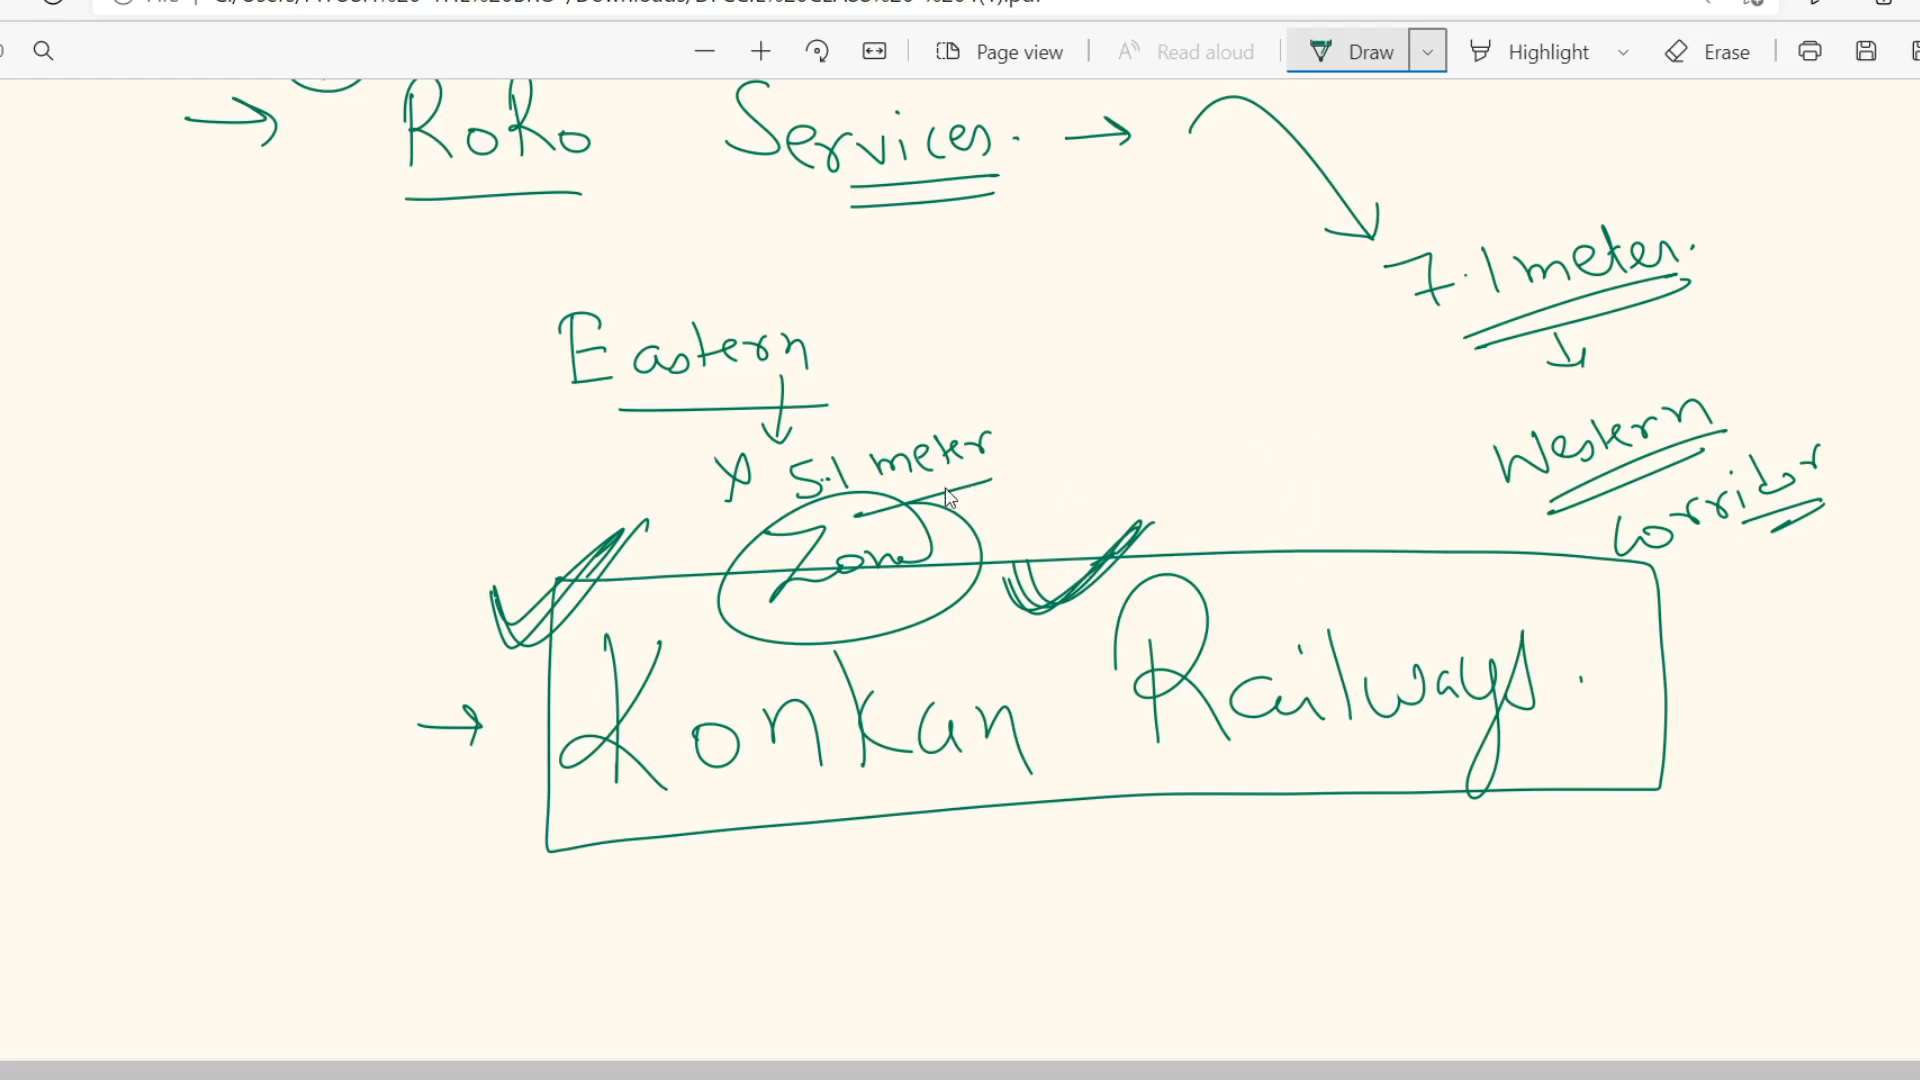 Page view
Read aloud
Draw
Highlight
Erase
→ RoRo Services. →
7.1 meter.
Eastern
Western
Corridor
x 5.1 meter
Zone
→ Konkan Railways.